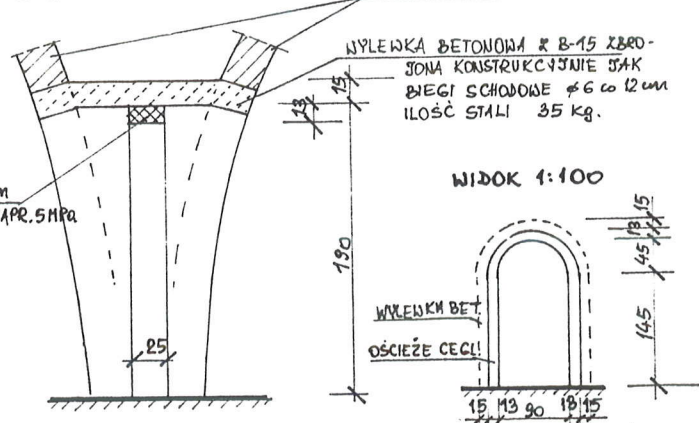 WYLEWKA BETONOWA Z B-15 ZBRO-
JONA KONSTRUKCYJNIE JAK
BIEGI SCHODOWE φ6 co 12 cm
ILOŚĆ STALI 35 Kg.
15
13
m
APR. 5MPa
190
25
WIDOK 1:100
15
13
45
145
WYLEWKA BET.
OŚCIEŻE CEGL.
15 13 90 13 15